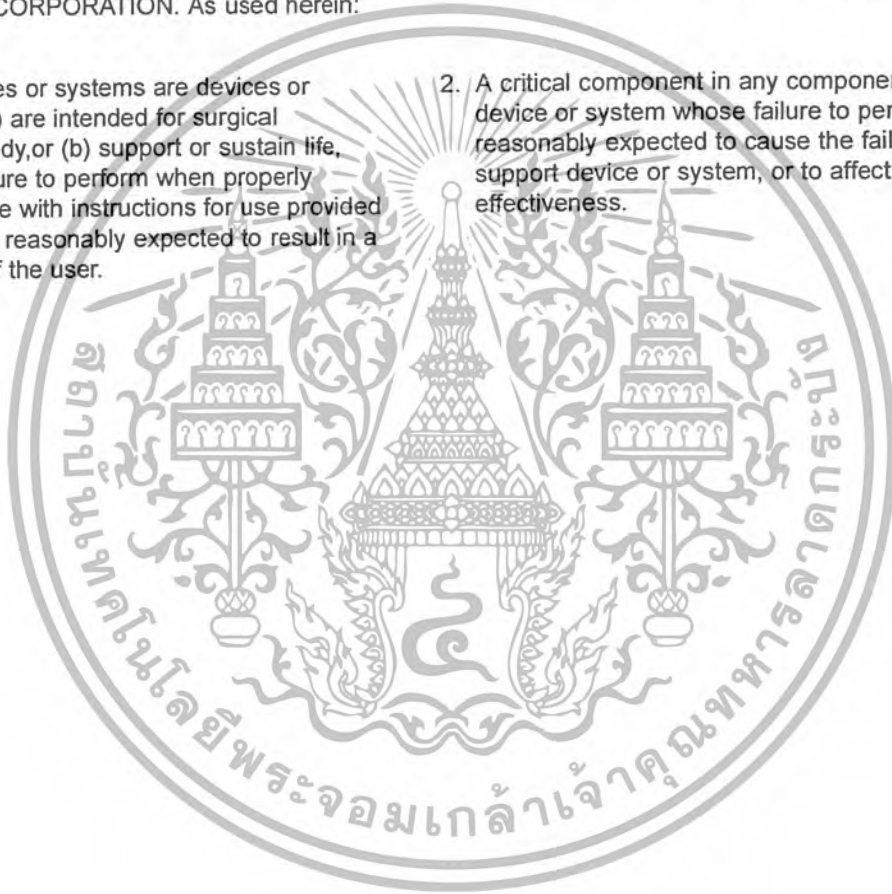 CORPORATION. As used herein:
es or systems are devices or
) are intended for surgical
dy,or (b) support or sustain life,
ure to perform when properly
e with instructions for use provided
reasonably expected to result in a
f the user.
2. A critical component in any componen
device or system whose failure to per
reasonably expected to cause the fail
support device or system, or to affect
effectiveness.
สถาบันเทคโนโลยีพระจอมเกล้าเจ้าคุณทหารลาดกระบัง
๔